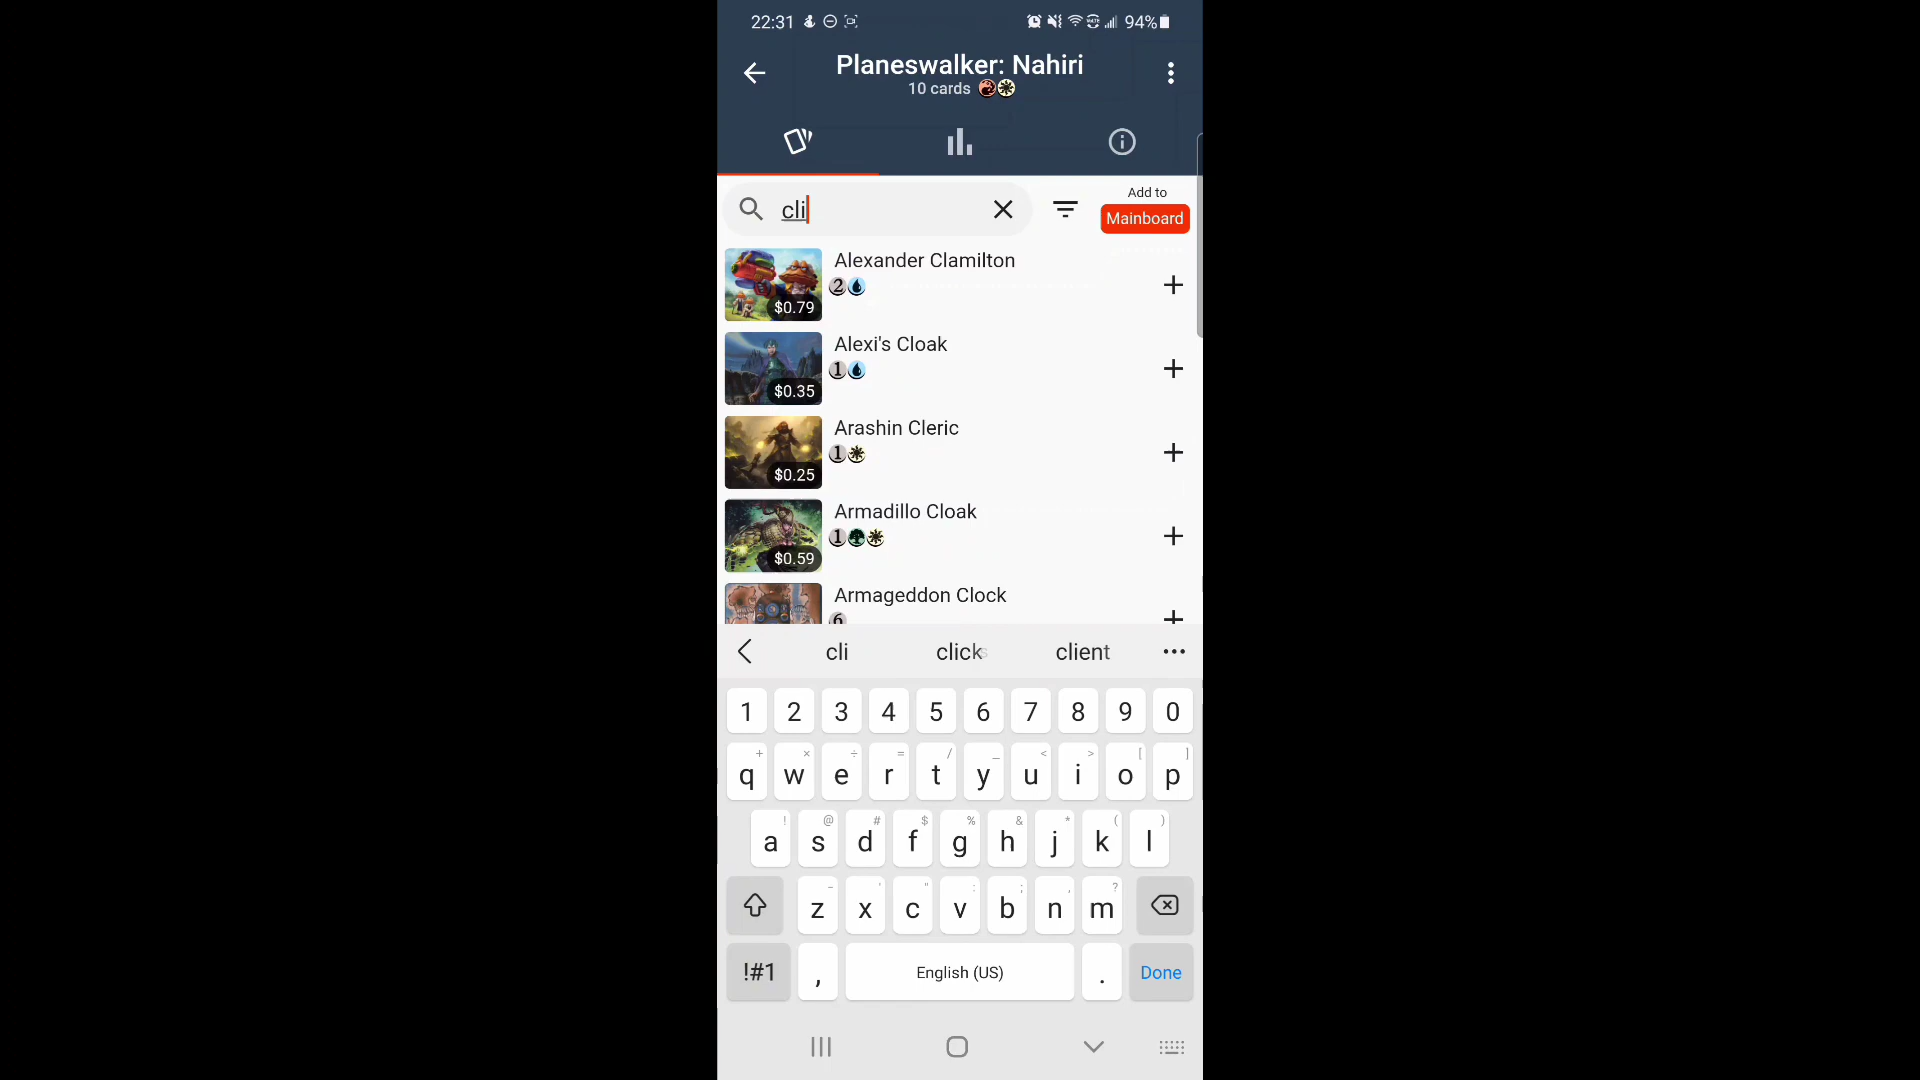 22:31 94%
Planeswalker: Nahiri
10 cards
cli
Add to
Mainboard
Alexander Clamilton
2
$0.79
Alexi's Cloak
1
$0.35
Arashin Cleric
1
$0.25
Armadillo Cloak
1
$0.59
Armageddon Clock
6
cli clicks client
1 2 3 4 5 6 7 8 9 0
+ × ÷ = / _ < > [ ]
q w e r t y u i o p
! @ # $ % & * ( )
a s d f g h j k l
- ' " : ; , ?
z x c v b n m
!#1 , English (US) . Done